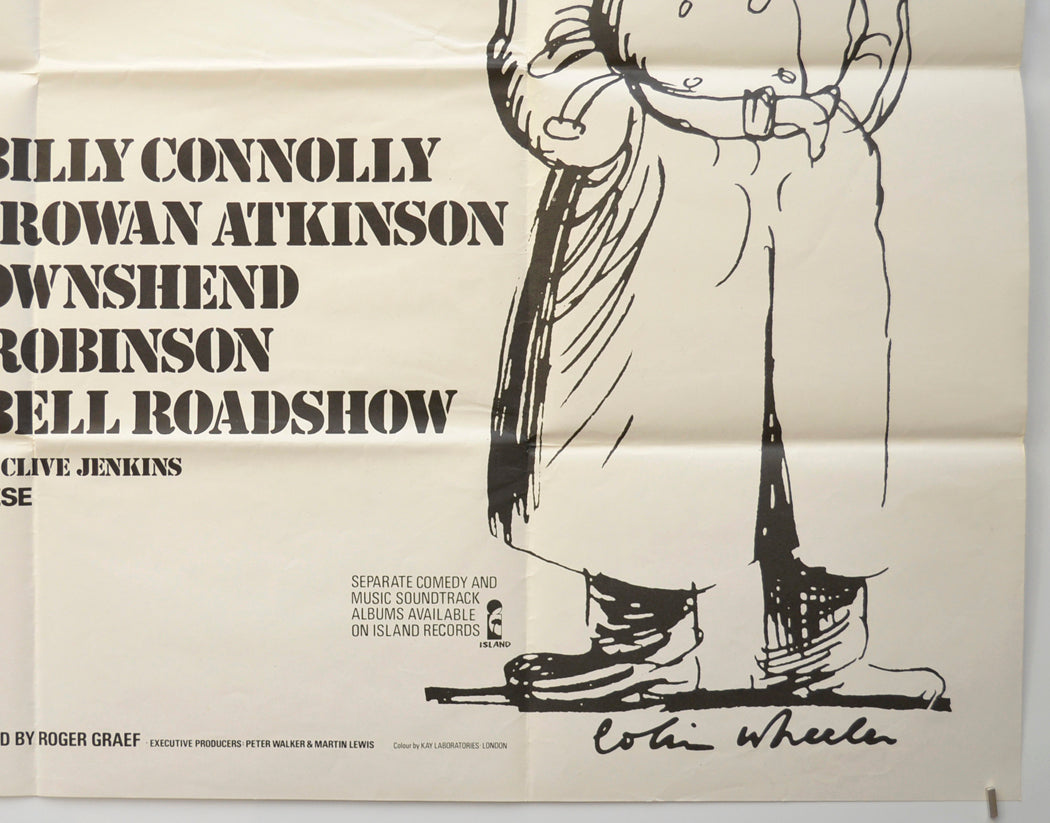 BILLY CONNOLLY
ROWAN ATKINSON
OWNSHEND
ROBINSON
BELL ROADSHOW
CLIVE JENKINS
ESE
SEPARATE COMEDY AND
MUSIC SOUNDTRACK
ALBUMS AVAILABLE
ON ISLAND RECORDS
ISLAND
D BY ROGER GRAEF · EXECUTIVE PRODUCERS· PETER WALKER & MARTIN LEWIS Colour by KAY LABORATORIES·LONDON
Colin Wheeler